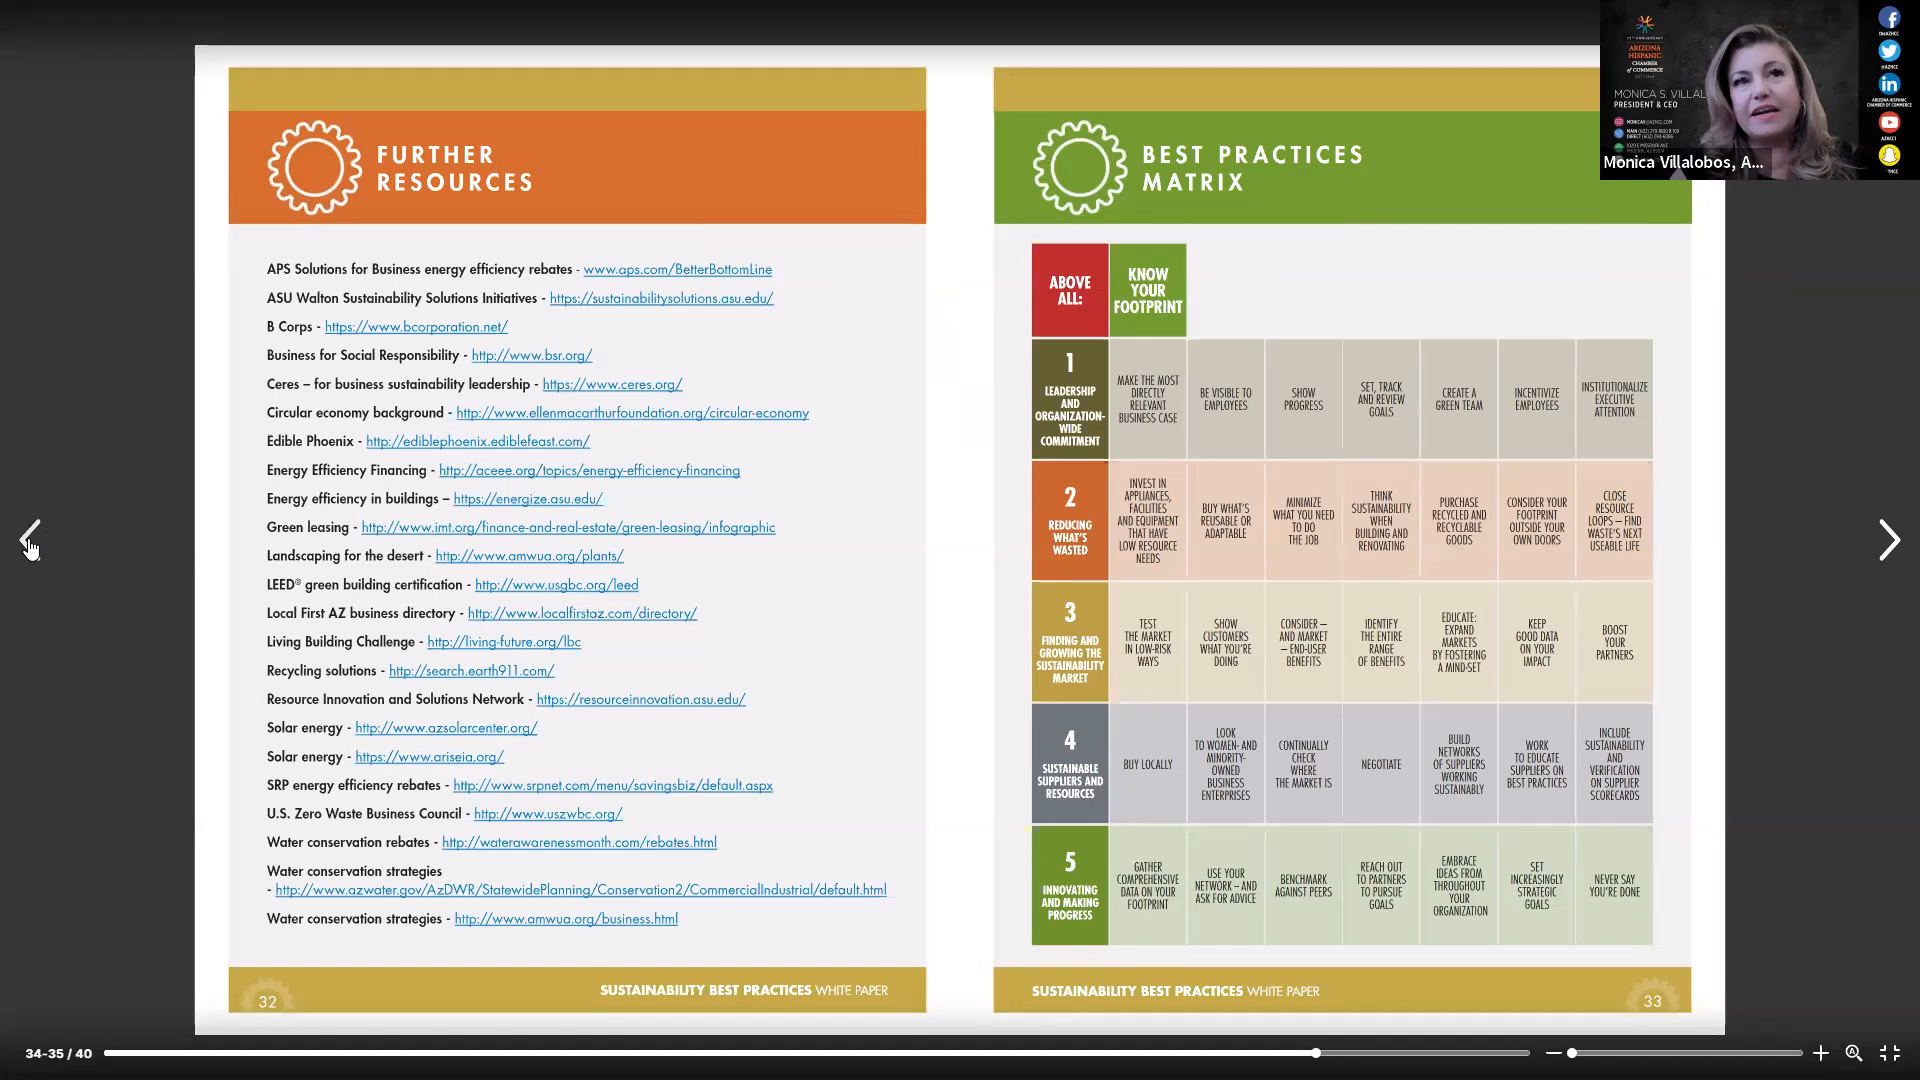 FURTHER
RESOURCES
APS Solutions for Business energy efficiency rebates - www.aps.com/BetterBottomLine
ASU Walton Sustainability Solutions Initiatives - https://sustainabilitysolutions.asu.edu/
B Corps - https://www.bcorporation.net/
Business for Social Responsibility - http://www.bsr.org/
Ceres – for business sustainability leadership - https://www.ceres.org/
Circular economy background - http://www.ellenmacarthurfoundation.org/circular-economy
Edible Phoenix - http://ediblephoenix.ediblefeast.com/
Energy Efficiency Financing - http://aceee.org/topics/energy-efficiency-financing
Energy efficiency in buildings – https://energize.asu.edu/
Green leasing - http://www.imt.org/finance-and-real-estate/green-leasing/infographic
Landscaping for the desert - http://www.amwua.org/plants/
LEED® green building certification - http://www.usgbc.org/leed
Local First AZ business directory - http://www.localfirstaz.com/directory/
Living Building Challenge - http://living-future.org/lbc
Recycling solutions - http://search.earth911.com/
Resource Innovation and Solutions Network - https://resourceinnovation.asu.edu/
Solar energy - http://www.azsolarcenter.org/
Solar energy - https://www.ariseia.org/
SRP energy efficiency rebates - http://www.srpnet.com/menu/savingsbiz/default.aspx
U.S. Zero Waste Business Council - http://www.uszwbc.org/
Water conservation rebates - http://waterawarenessmonth.com/rebates.html
Water conservation strategies
- http://www.azwater.gov/AzDWR/StatewidePlanning/Conservation2/CommercialIndustrial/default.html
Water conservation strategies - http://www.amwua.org/business.html
32
SUSTAINABILITY BEST PRACTICES WHITE PAPER
BEST PRACTICES
MATRIX
ABOVE
ALL:
KNOW
YOUR
FOOTPRINT
1
LEADERSHIP
AND
ORGANIZATION-
WIDE
COMMITMENT
MAKE THE MOST
DIRECTLY
RELEVANT
BUSINESS CASE
BE VISIBLE TO
EMPLOYEES
SHOW
PROGRESS
SET, TRACK
AND REVIEW
GOALS
CREATE A
GREEN TEAM
INCENTIVIZE
EMPLOYEES
INSTITUTIONALIZE
EXECUTIVE
ATTENTION
2
REDUCING
WHAT'S
WASTED
INVEST IN
APPLIANCES,
FACILITIES
AND EQUIPMENT
THAT HAVE
LOW RESOURCE
NEEDS
BUY WHAT'S
REUSABLE OR
ADAPTABLE
MINIMIZE
WHAT YOU NEED
TO DO
THE JOB
THINK
SUSTAINABILITY
WHEN
BUILDING AND
RENOVATING
PURCHASE
RECYCLED AND
RECYCLABLE
GOODS
CONSIDER YOUR
FOOTPRINT
OUTSIDE YOUR
OWN DOORS
CLOSE
RESOURCE
LOOPS – FIND
WASTE'S NEXT
USEABLE LIFE
3
FINDING AND
GROWING THE
SUSTAINABILITY
MARKET
TEST
THE MARKET
IN LOW-RISK
WAYS
SHOW
CUSTOMERS
WHAT YOU'RE
DOING
CONSIDER –
AND MARKET
– END-USER
BENEFITS
IDENTIFY
THE ENTIRE
RANGE
OF BENEFITS
EDUCATE:
EXPAND
MARKETS
BY FOSTERING
A MIND-SET
KEEP
GOOD DATA
ON YOUR
IMPACT
BOOST
YOUR
PARTNERS
4
SUSTAINABLE
SUPPLIERS AND
RESOURCES
BUY LOCALLY
LOOK
TO WOMEN- AND
MINORITY-
OWNED
BUSINESS
ENTERPRISES
CONTINUALLY
CHECK
WHERE
THE MARKET IS
NEGOTIATE
BUILD
NETWORKS
OF SUPPLIERS
WORKING
SUSTAINABLY
WORK
TO EDUCATE
SUPPLIERS ON
BEST PRACTICES
INCLUDE
SUSTAINABILITY
AND
VERIFICATION
ON SUPPLIER
SCORECARDS
5
INNOVATING
AND MAKING
PROGRESS
GATHER
COMPREHENSIVE
DATA ON YOUR
FOOTPRINT
USE YOUR
NETWORK – AND
ASK FOR ADVICE
BENCHMARK
AGAINST PEERS
REACH OUT
TO PARTNERS
TO PURSUE
GOALS
EMBRACE
IDEAS FROM
THROUGHOUT
YOUR
ORGANIZATION
SET
INCREASINGLY
STRATEGIC
GOALS
NEVER SAY
YOU'RE DONE
SUSTAINABILITY BEST PRACTICES WHITE PAPER
33
ARIZONA
HISPANIC
CHAMBER
of COMMERCE
MONICA S. VILLAL
PRESIDENT & CEO
Monica Villalobos, A...
34-35 / 40